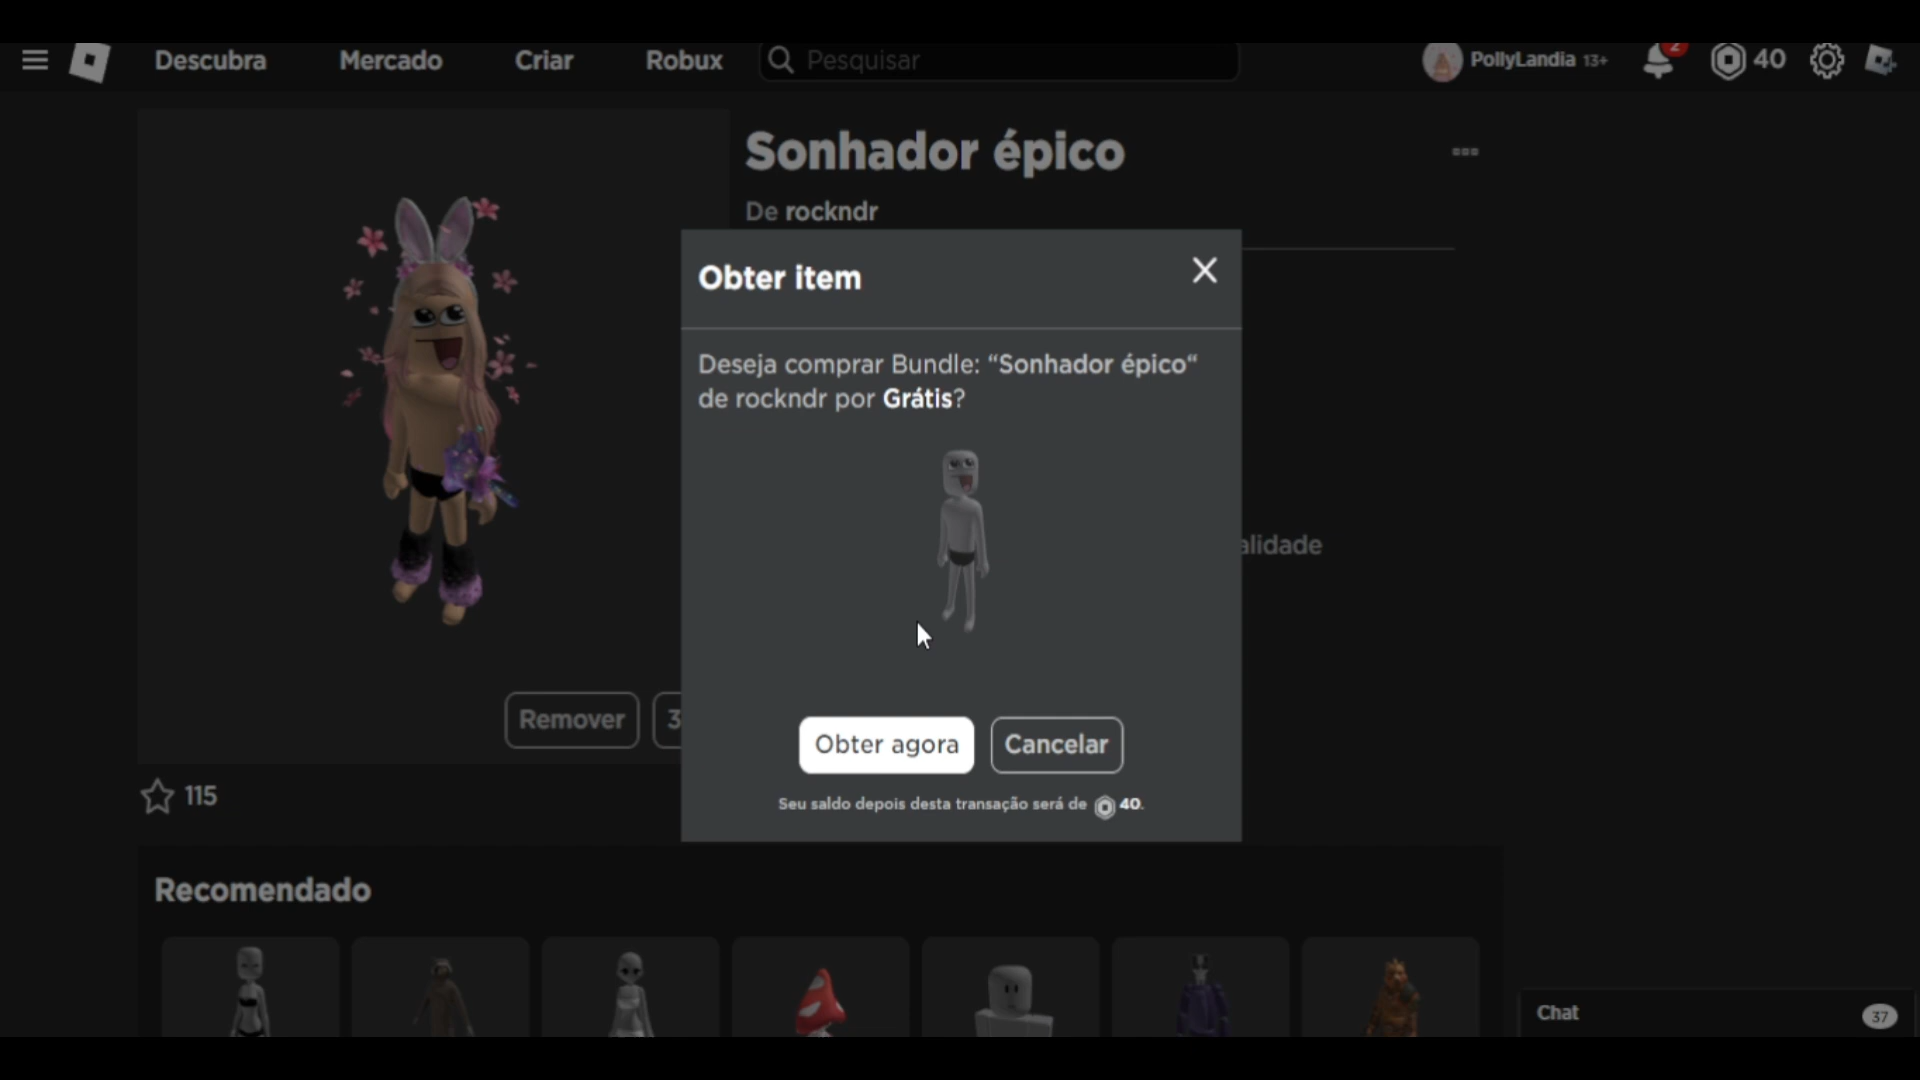 Descubra Mercado Criar Robux Pesquisar PollyLandia 13+ 2 40
Sonhador épico
De rockndr
Obter item
Deseja comprar Bundle: “Sonhador épico“
de rockndr por Grátis?
alidade
Remover 3
Obter agora Cancelar
115
Seu saldo depois desta transação será de 40.
Recomendado
Chat 37